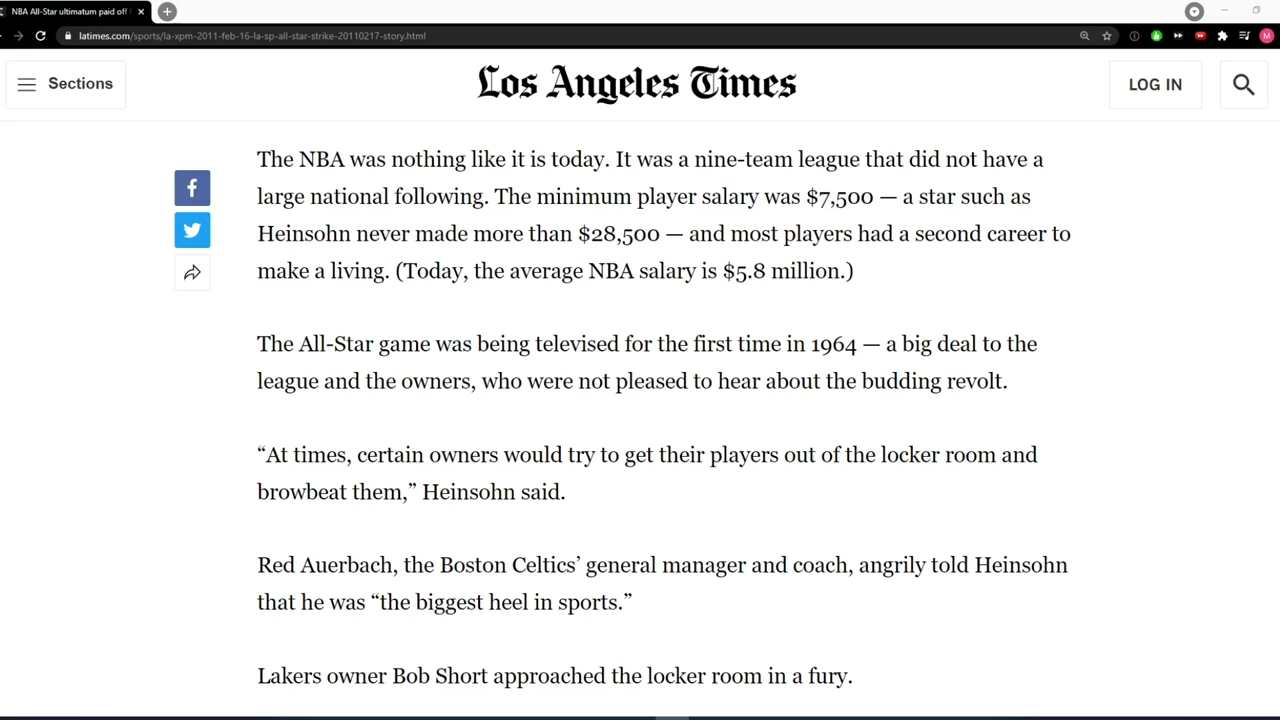 NBA All-Star ultimatum paid off
latimes.com/sports/la-xpm-2011-feb-16-la-sp-all-star-strike-20110217-story.html
M
Sections
Los Angeles Times
LOG IN
The NBA was nothing like it is today. It was a nine-team league that did not have a
large national following. The minimum player salary was $7,500 — a star such as
Heinsohn never made more than $28,500 — and most players had a second career to
make a living. (Today, the average NBA salary is $5.8 million.)
The All-Star game was being televised for the first time in 1964 — a big deal to the
league and the owners, who were not pleased to hear about the budding revolt.
“At times, certain owners would try to get their players out of the locker room and
browbeat them,” Heinsohn said.
Red Auerbach, the Boston Celtics’ general manager and coach, angrily told Heinsohn
that he was “the biggest heel in sports.”
Lakers owner Bob Short approached the locker room in a fury.